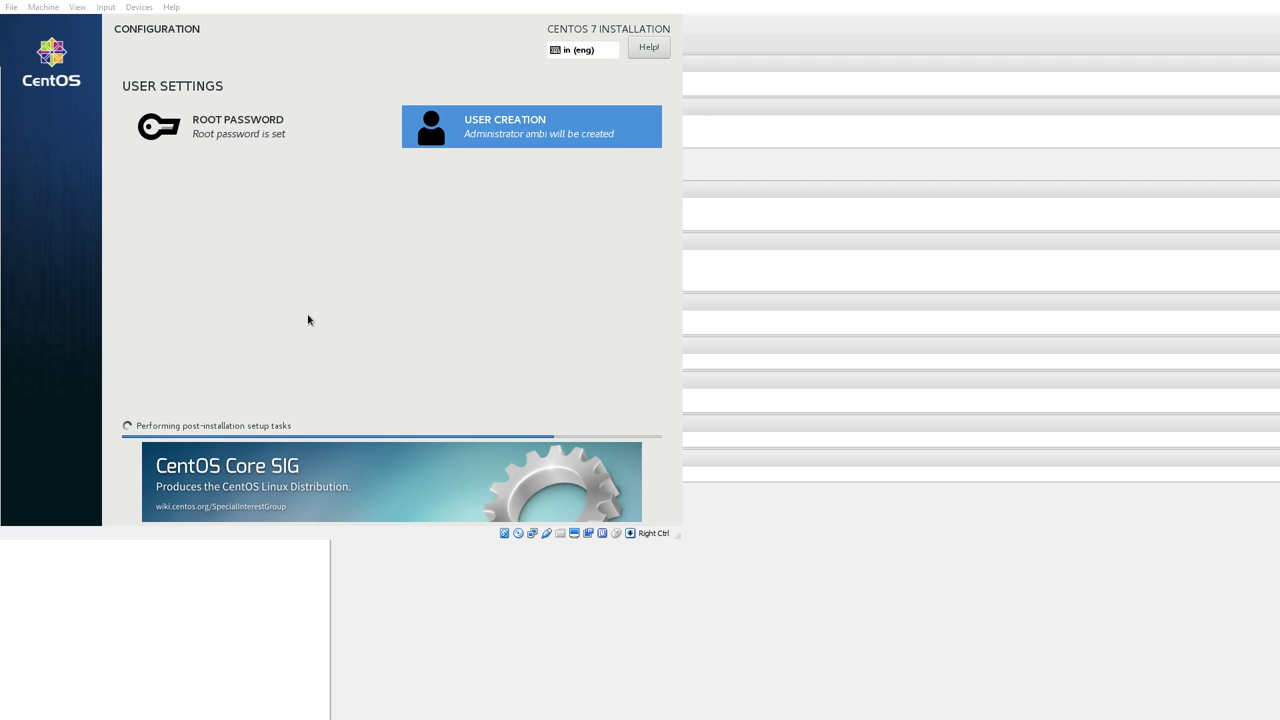 File Machine View Input Devices Help
CONFIGURATION
CENTOS 7 INSTALLATION
in (eng)
Help!
CentOS
USER SETTINGS
ROOT PASSWORD
Root password is set
USER CREATION
Administrator ambi will be created
Performing post-installation setup tasks
CentOS Core SIG
Produces the CentOS Linux Distribution.
wiki.centos.org/SpecialInterestGroup
Right Ctrl